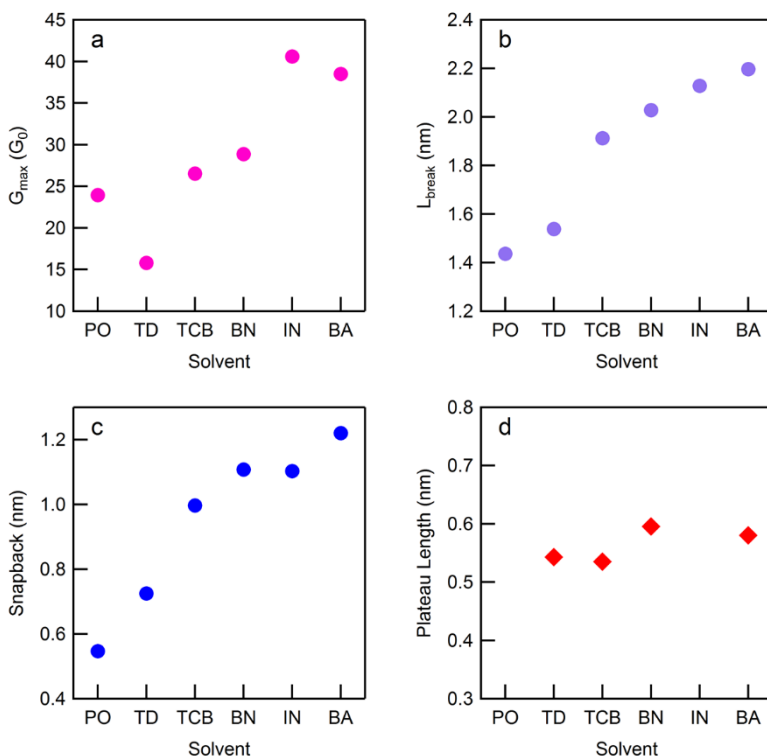 a
45
40
35
30
25
20
15
10
G_max (G_0)
PO TD TCB BN IN BA
Solvent
b
2.4
2.2
2.0
1.8
1.6
1.4
1.2
L_break (nm)
PO TD TCB BN IN BA
Solvent
c
1.2
1.0
0.8
0.6
0.4
Snapback (nm)
PO TD TCB BN IN BA
Solvent
d
0.8
0.7
0.6
0.5
0.4
0.3
Plateau Length (nm)
PO TD TCB BN IN BA
Solvent